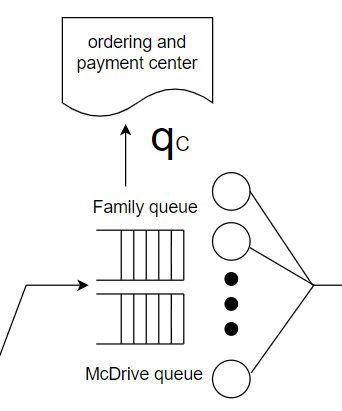 ordering and
payment center
qc
Family queue
McDrive queue